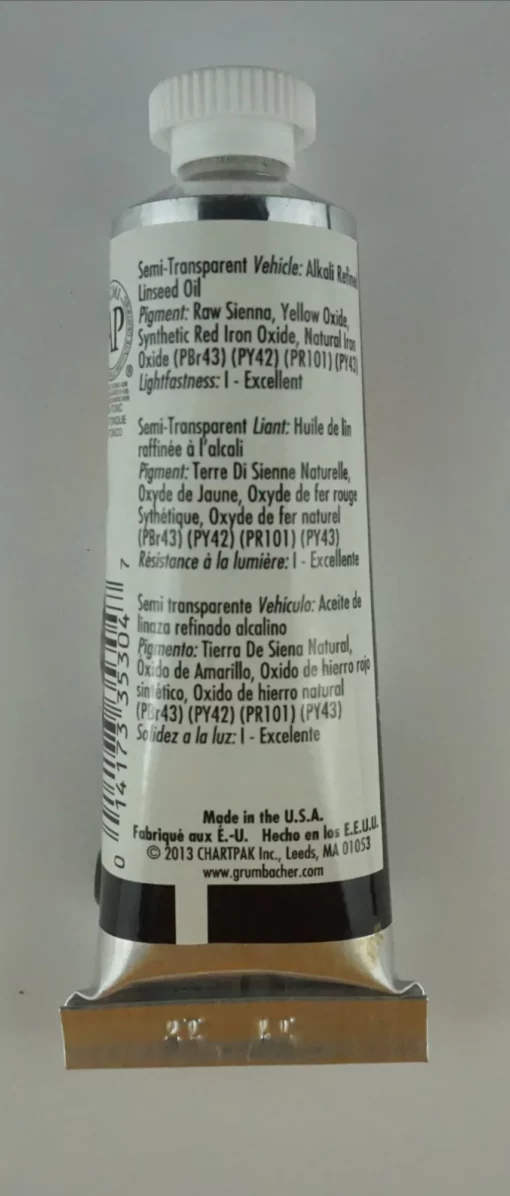 Semi-Transparent Vehicle: Alkali Refined
Linseed Oil
Pigment: Raw Sienna, Yellow Oxide,
Synthetic Red Iron Oxide, Natural Iron
Oxide (PBr43) (PY42) (PR101) (PY43)
Lightfastness: I - Excellent
Semi-Transparent Liant: Huile de lin
raffinée à l'alcali
Pigment: Terre Di Sienne Naturelle,
Oxyde de Jaune, Oxyde de fer rouge
Sythétique, Oxyde de fer naturel
(PBr43) (PY42) (PR101) (PY43)
Résistance à la lumière: I - Excellente
Semi transparente Vehículo: Aceite de
linaza refinado alcalino
Pigmento: Tierra De Siena Natural,
Oxido de Amarillo, Oxido de hierro rojo
sintético, Oxido de hierro natural
(PBr43) (PY42) (PR101) (PY43)
Solidez a la luz: I - Excelente
Made in the U.S.A.
Fabriqué aux É.-U. Hecho en los E.E.U.U.
© 2013 CHARTPAK Inc., Leeds, MA 01053
www.grumbacher.com
0 14173 35304 7